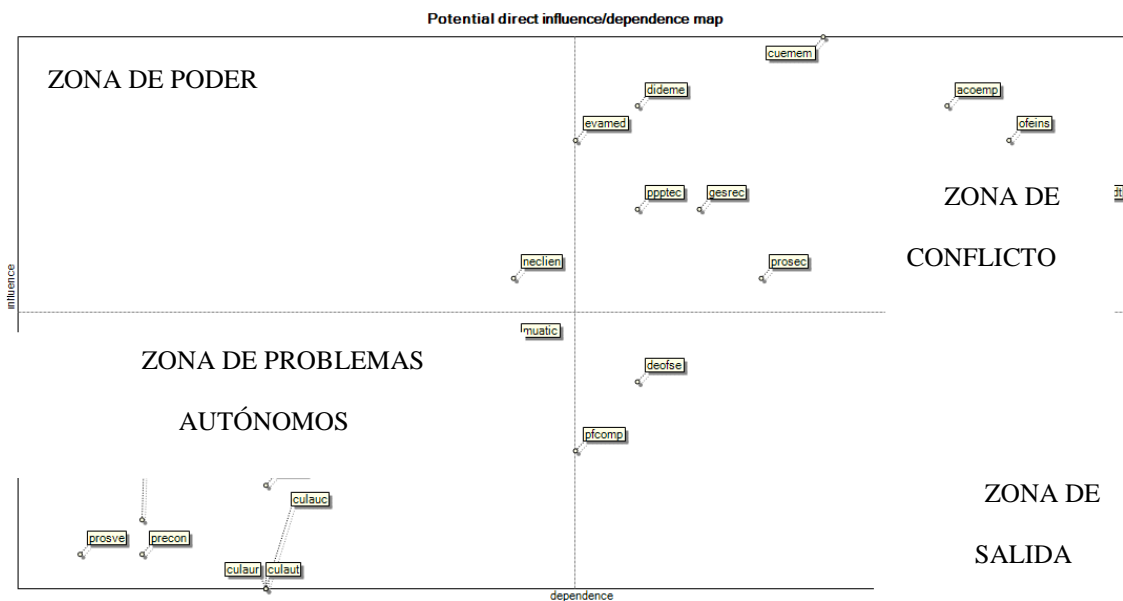 Potential direct influence/dependence map
cuemem
ZONA DE PODER
dideme
acoemp
evamed
ofeins
ppptec
gesrec
ZONA DE
CONFLICTO
neclien
prosec
influence
muatic
ZONA DE PROBLEMAS
AUTÓNOMOS
deofse
pfcomp
culauc
ZONA DE
SALIDA
prosve
precon
culaur
culaut
dependence